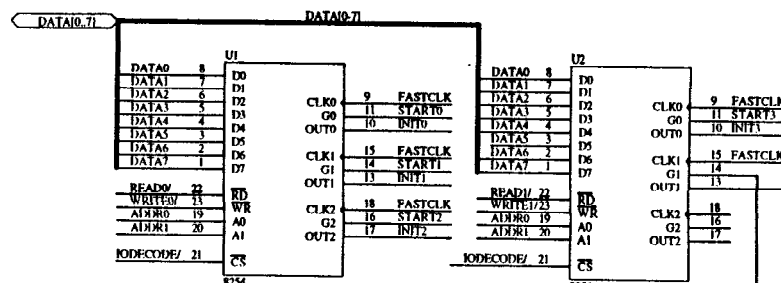 DATA[0..7]
DATA[0-7]
U1
DATA0 8 D0
DATA1 7 D1
DATA2 6 D2
DATA3 5 D3
DATA4 4 D4
DATA5 3 D5
DATA6 2 D6
DATA7 1 D7
READ0/ 22 RD
WRITE0/ 23 WR
ADDR0 19 A0
ADDR1 20 A1
IODECODE/ 21 CS
CLK0 9 FASTCLK
G0 11 START0
OUT0 10 INIT0
CLK1 15 FASTCLK
G1 14 START1
OUT1 13 INIT1
CLK2 18 FASTCLK
G2 16 START2
OUT2 17 INIT2
8254
U2
DATA0 8 D0
DATA1 7 D1
DATA2 6 D2
DATA3 5 D3
DATA4 4 D4
DATA5 3 D5
DATA6 2 D6
DATA7 1 D7
READ1/ 22 RD
WRITE1/ 23 WR
ADDR0 19 A0
ADDR1 20 A1
IODECODE/ 21 CS
CLK0 9 FASTCLK
G0 11 START3
OUT0 10 INIT3
CLK1 15 FASTCLK
G1 14
OUT1 13
CLK2 18
G2 16
OUT2 17